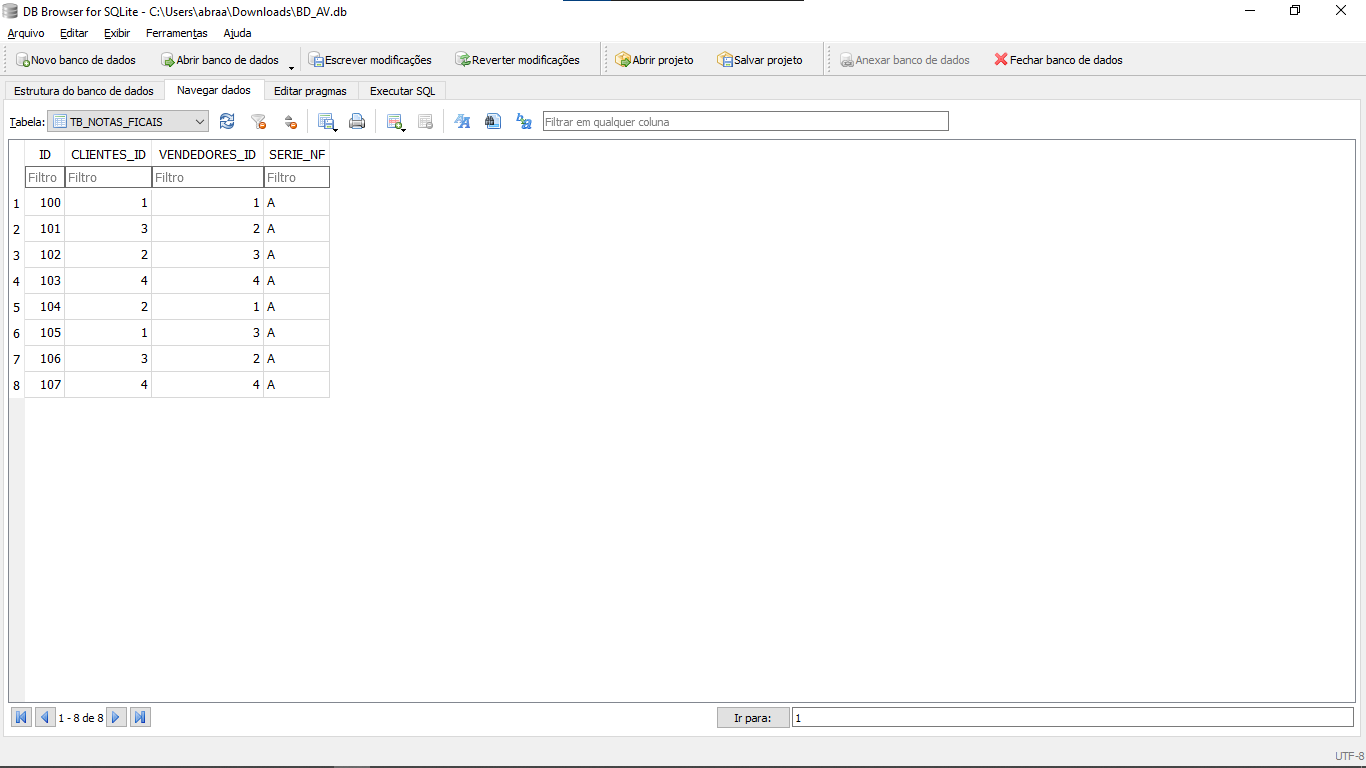 DB Browser for SQLite - C:\Users\abraa\Downloads\BD_AV.db
Arquivo Editar Exibir Ferramentas Ajuda
Novo banco de dados Abrir banco de dados Escrever modificações Reverter modificações Abrir projeto Salvar projeto Anexar banco de dados Fechar banco de dados
Estrutura do banco de dados Navegar dados Editar pragmas Executar SQL
Tabela: TB_NOTAS_FICAIS Filtrar em qualquer coluna
ID CLIENTES_ID VENDEDORES_ID SERIE_NF
Filtro Filtro Filtro Filtro
1 100 1 1 A
2 101 3 2 A
3 102 2 3 A
4 103 4 4 A
5 104 2 1 A
6 105 1 3 A
7 106 3 2 A
8 107 4 4 A
1 - 8 de 8 Ir para: 1
UTF-8